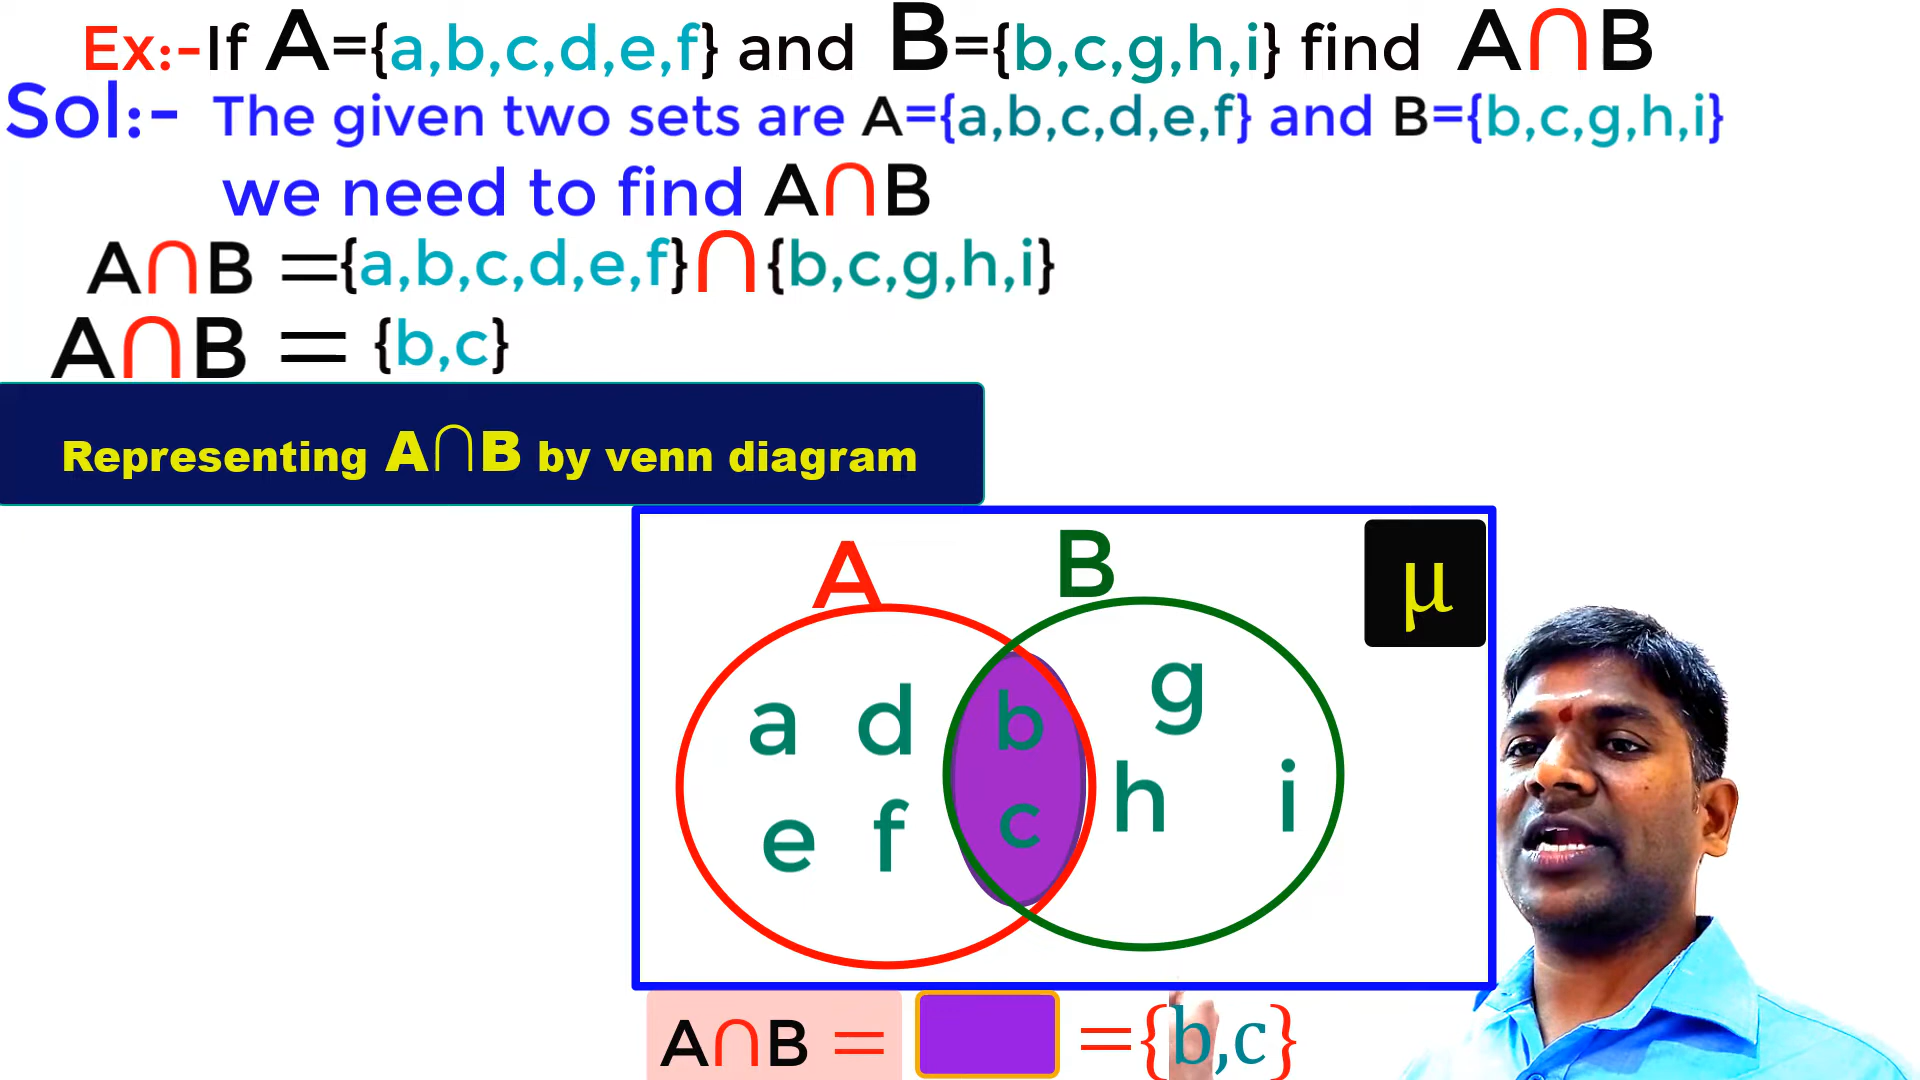 Ex:-If A={a,b,c,d,e,f} and B={b,c,g,h,i} find A∩B
Sol:- The given two sets are A={a,b,c,d,e,f} and B={b,c,g,h,i}
we need to find A∩B
A∩B ={a,b,c,d,e,f}∩{b,c,g,h,i}
A∩B = {b,c}
Representing A∩B by venn diagram
A B μ
a d b g
e f c h i
A∩B = ={b,c}